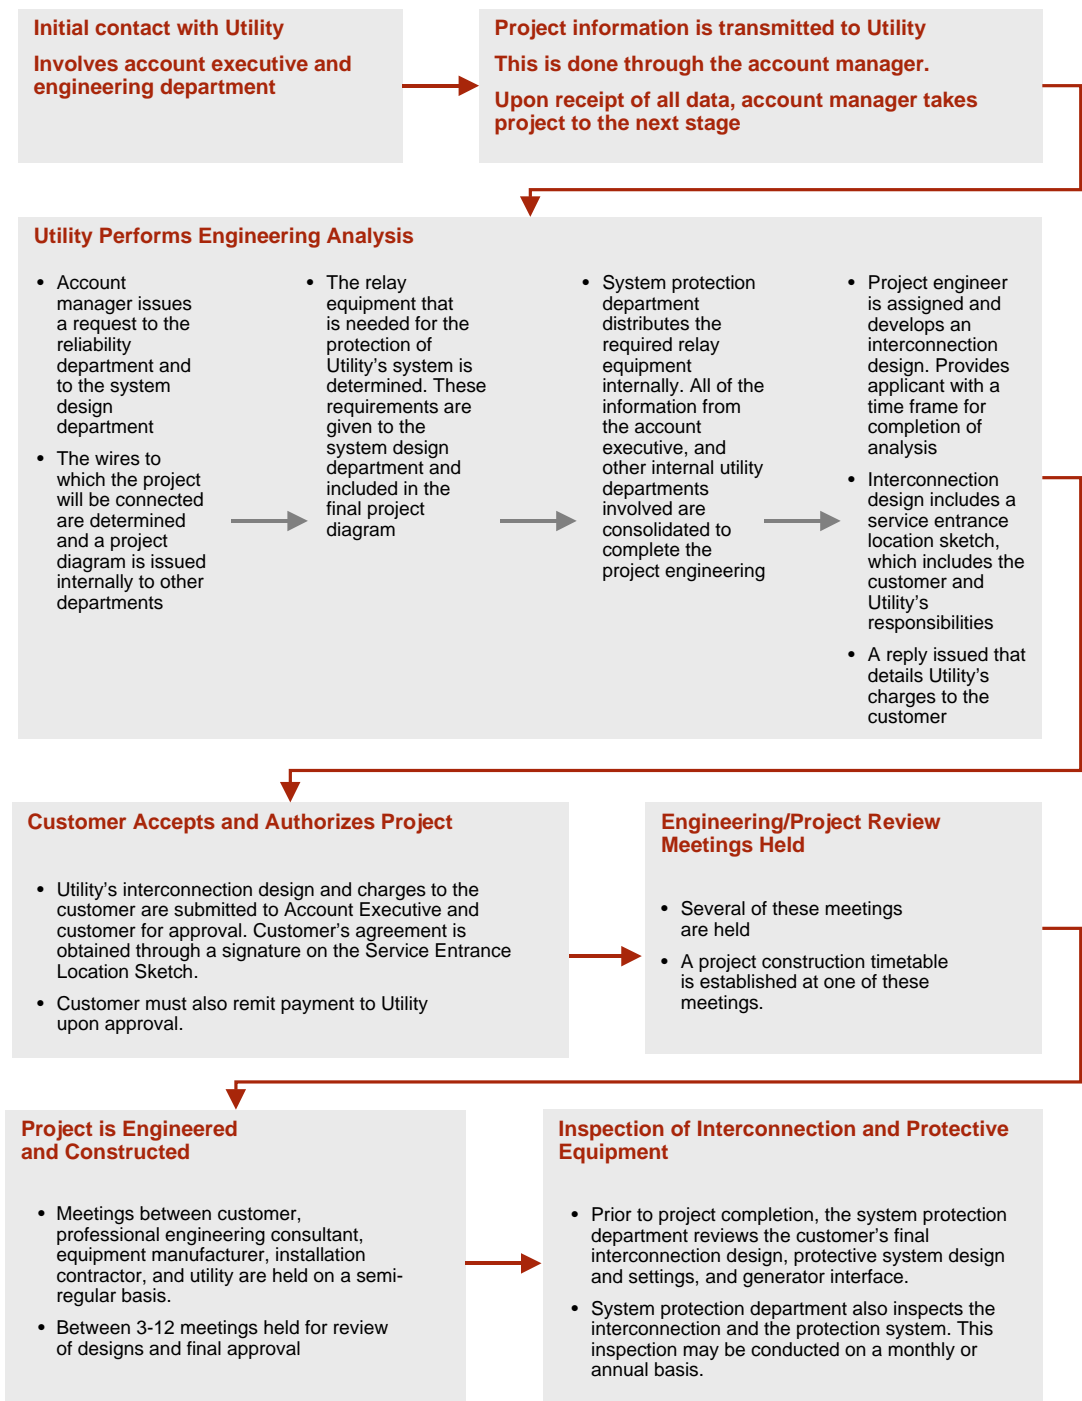 Initial contact with Utility
Involves account executive and
engineering department
Project information is transmitted to Utility
This is done through the account manager.
Upon receipt of all data, account manager takes
project to the next stage
Utility Performs Engineering Analysis
• Account
manager issues
a request to the
reliability
department and
to the system
design
department
• The wires to
which the project
will be connected
are determined
and a project
diagram is issued
internally to other
departments
• The relay
equipment that
is needed for the
protection of
Utility’s system is
determined. These
requirements are
given to the
system design
department and
included in the
final project
diagram
• System protection
department
distributes the
required relay
equipment
internally. All of the
information from
the account
executive, and
other internal utility
departments
involved are
consolidated to
complete the
project engineering
• Project engineer
is assigned and
develops an
interconnection
design. Provides
applicant with a
time frame for
completion of
analysis
• Interconnection
design includes a
service entrance
location sketch,
which includes the
customer and
Utility’s
responsibilities
• A reply issued that
details Utility’s
charges to the
customer
Customer Accepts and Authorizes Project
• Utility’s interconnection design and charges to the
customer are submitted to Account Executive and
customer for approval. Customer’s agreement is
obtained through a signature on the Service Entrance
Location Sketch.
• Customer must also remit payment to Utility
upon approval.
Engineering/Project Review
Meetings Held
• Several of these meetings
are held
• A project construction timetable
is established at one of these
meetings.
Project is Engineered
and Constructed
• Meetings between customer,
professional engineering consultant,
equipment manufacturer, installation
contractor, and utility are held on a semi-
regular basis.
• Between 3-12 meetings held for review
of designs and final approval
Inspection of Interconnection and Protective
Equipment
• Prior to project completion, the system protection
department reviews the customer’s final
interconnection design, protective system design
and settings, and generator interface.
• System protection department also inspects the
interconnection and the protection system. This
inspection may be conducted on a monthly or
annual basis.